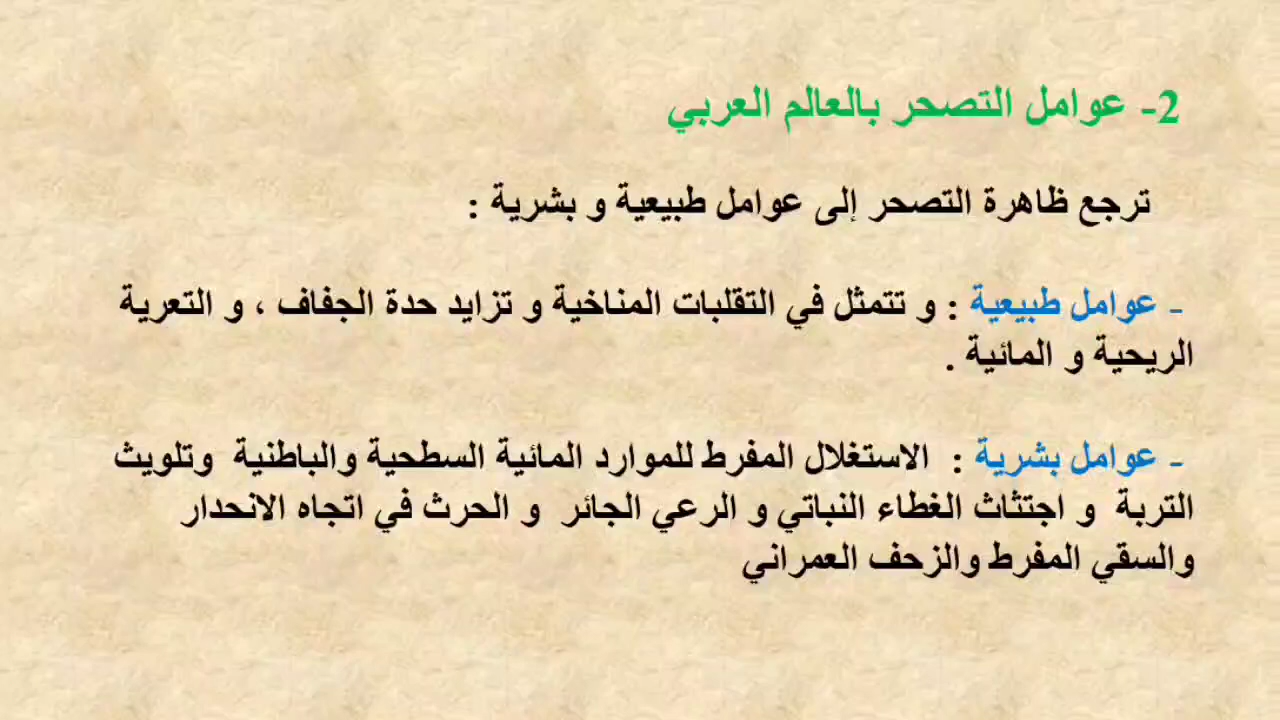 2- عوامل التصحر بالعالم العربي
ترجع ظاهرة التصحر إلى عوامل طبيعية و بشرية :
- عوامل طبيعية : و تتمثل في التقلبات المناخية و تزايد حدة الجفاف ، و التعرية
الريحية و المائية .
- عوامل بشرية : الاستغلال المفرط للموارد المائية السطحية والباطنية وتلويث
التربة و اجتثاث الغطاء النباتي و الرعي الجائر و الحرث في اتجاه الانحدار
والسقي المفرط والزحف العمراني